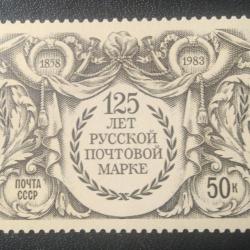 1858 1983
125
ЛЕТ
РУССКОЙ
ПОЧТОВОЙ
МАРКЕ
ПОЧТА
СССР
50к